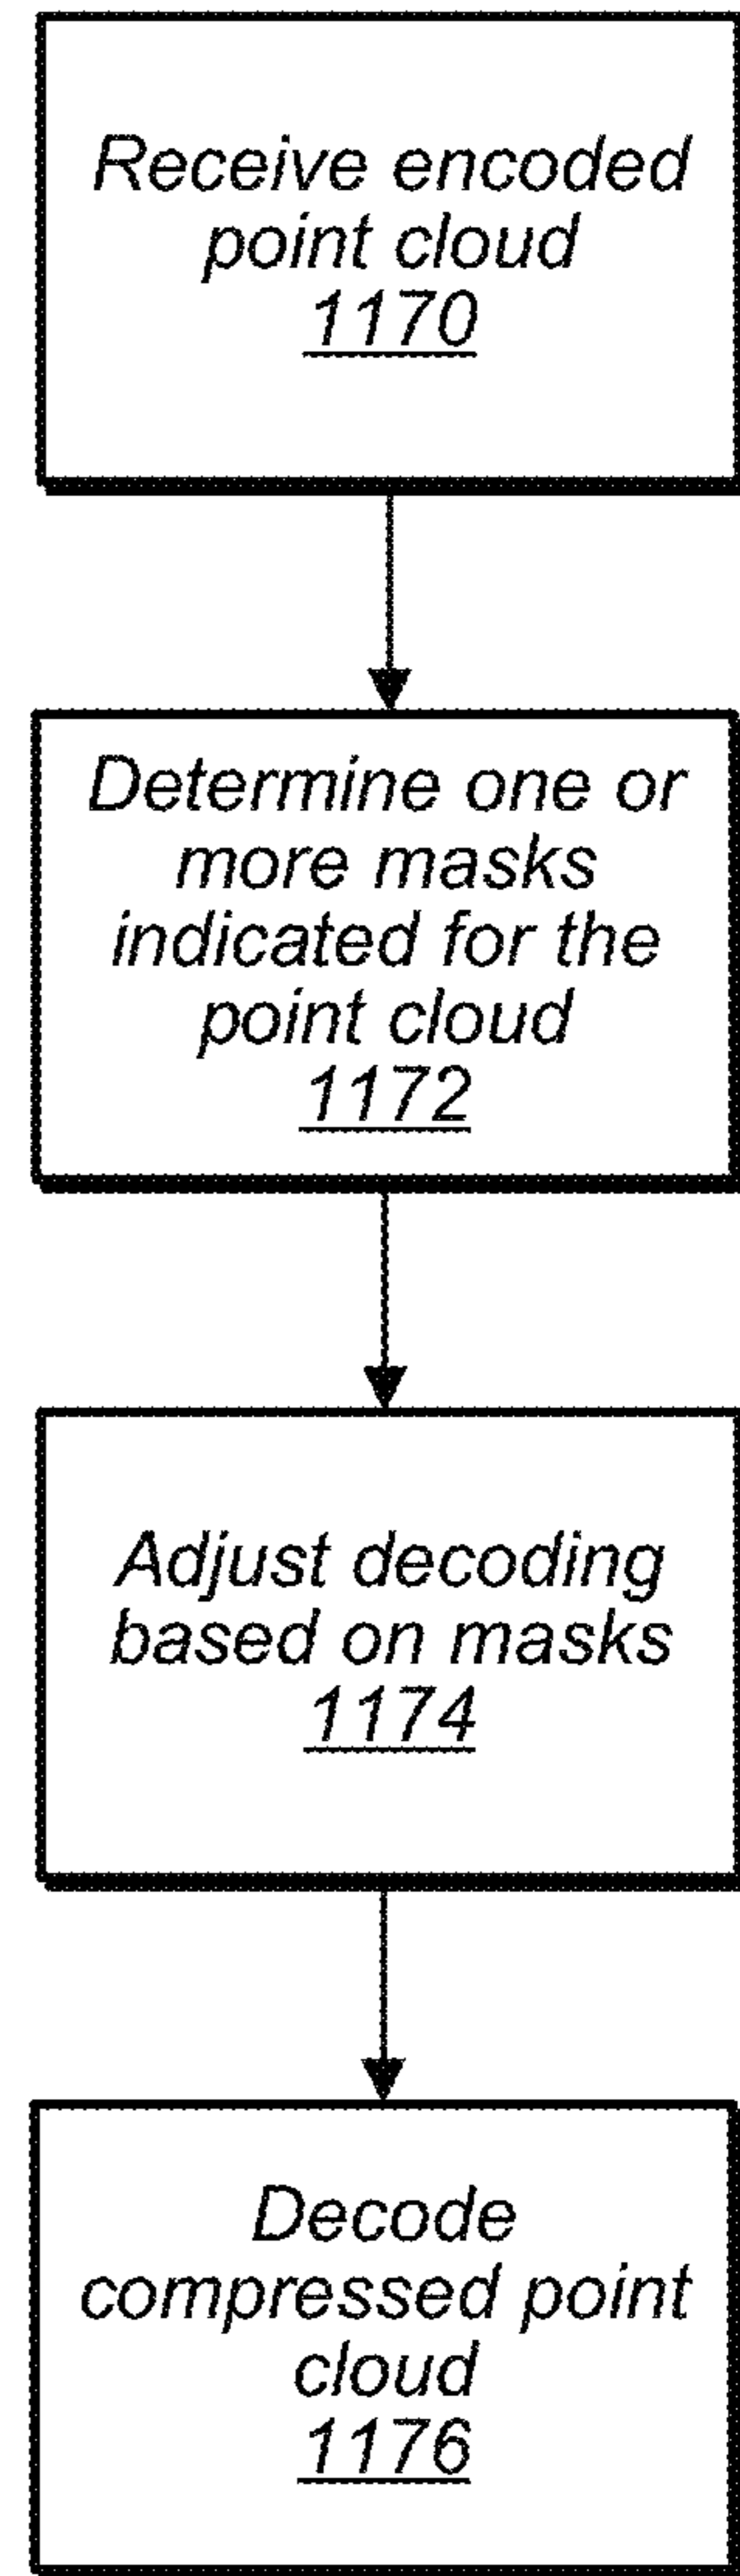 Receive encoded
point cloud
1170
Determine one or
more masks
indicated for the
point cloud
1172
Adjust decoding
based on masks
1174
Decode
compressed point
cloud
1176